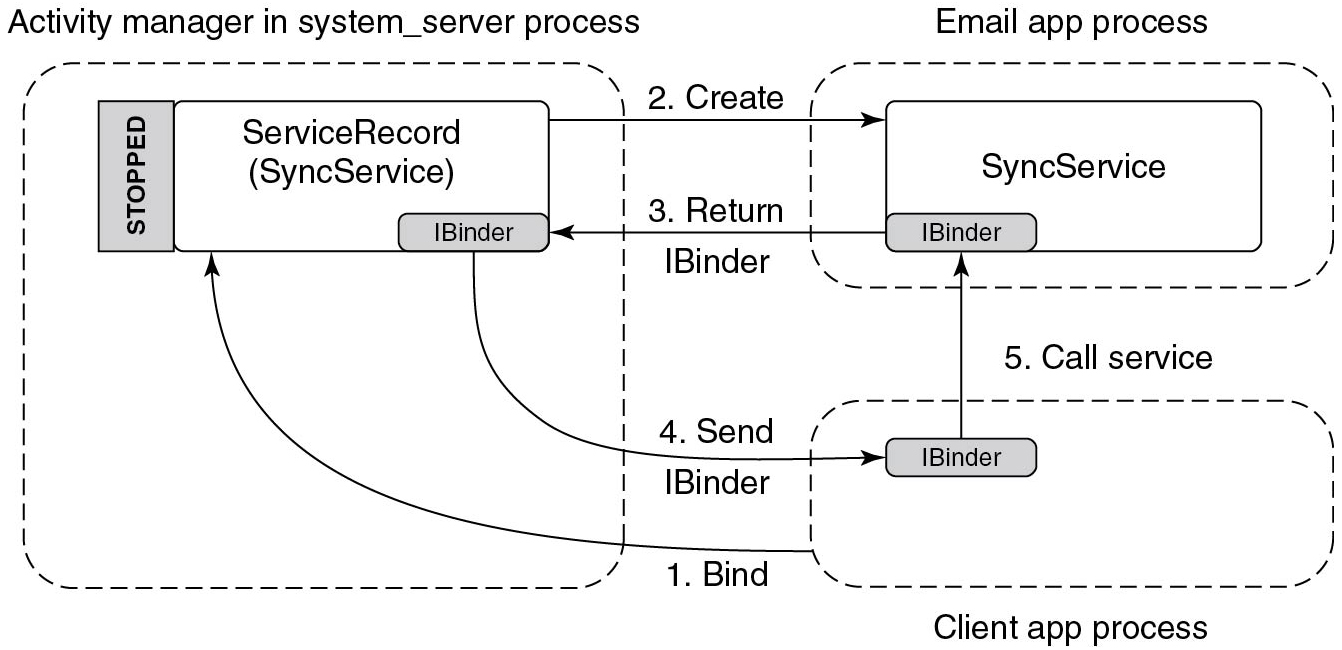 Activity manager in system_server process
Email app process
2. Create
STOPPED
ServiceRecord
(SyncService)
SyncService
3. Return
IBinder
IBinder
IBinder
5. Call service
4. Send
IBinder
IBinder
1. Bind
Client app process